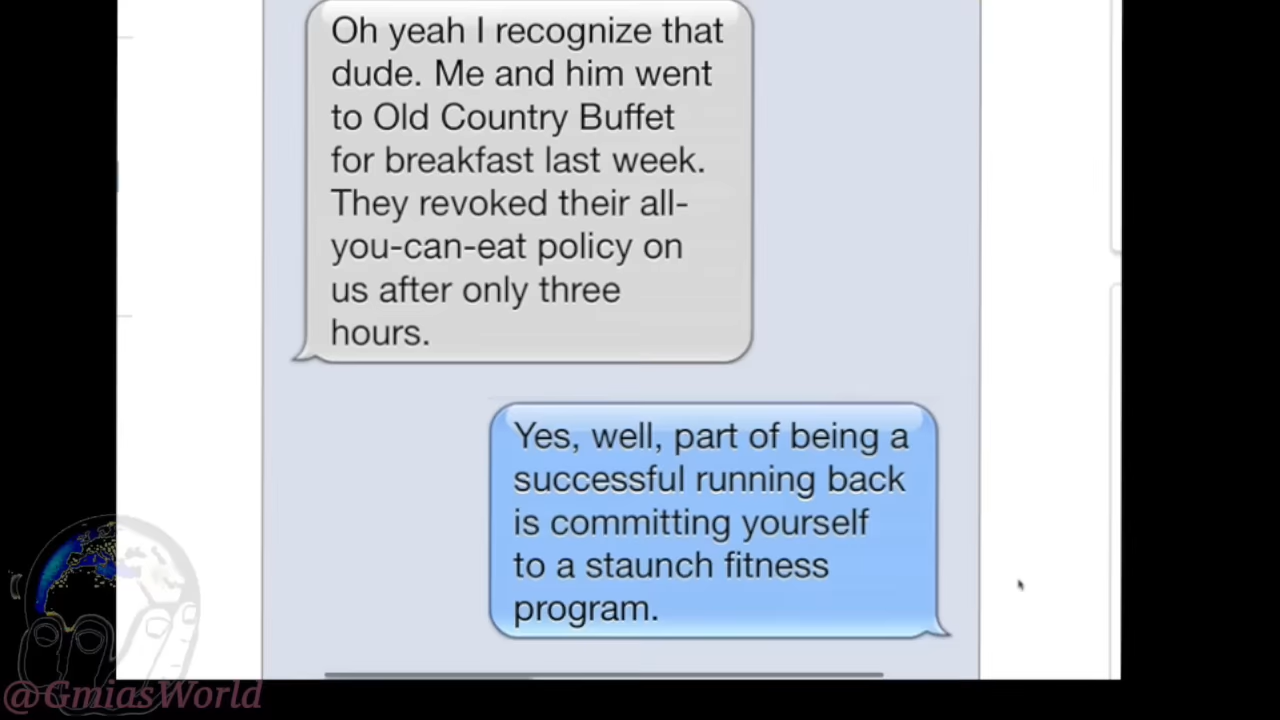 Oh yeah I recognize that
dude. Me and him went
to Old Country Buffet
for breakfast last week.
They revoked their all-
you-can-eat policy on
us after only three
hours.
Yes, well, part of being a
successful running back
is committing yourself
to a staunch fitness
program.
@GmiasWorld